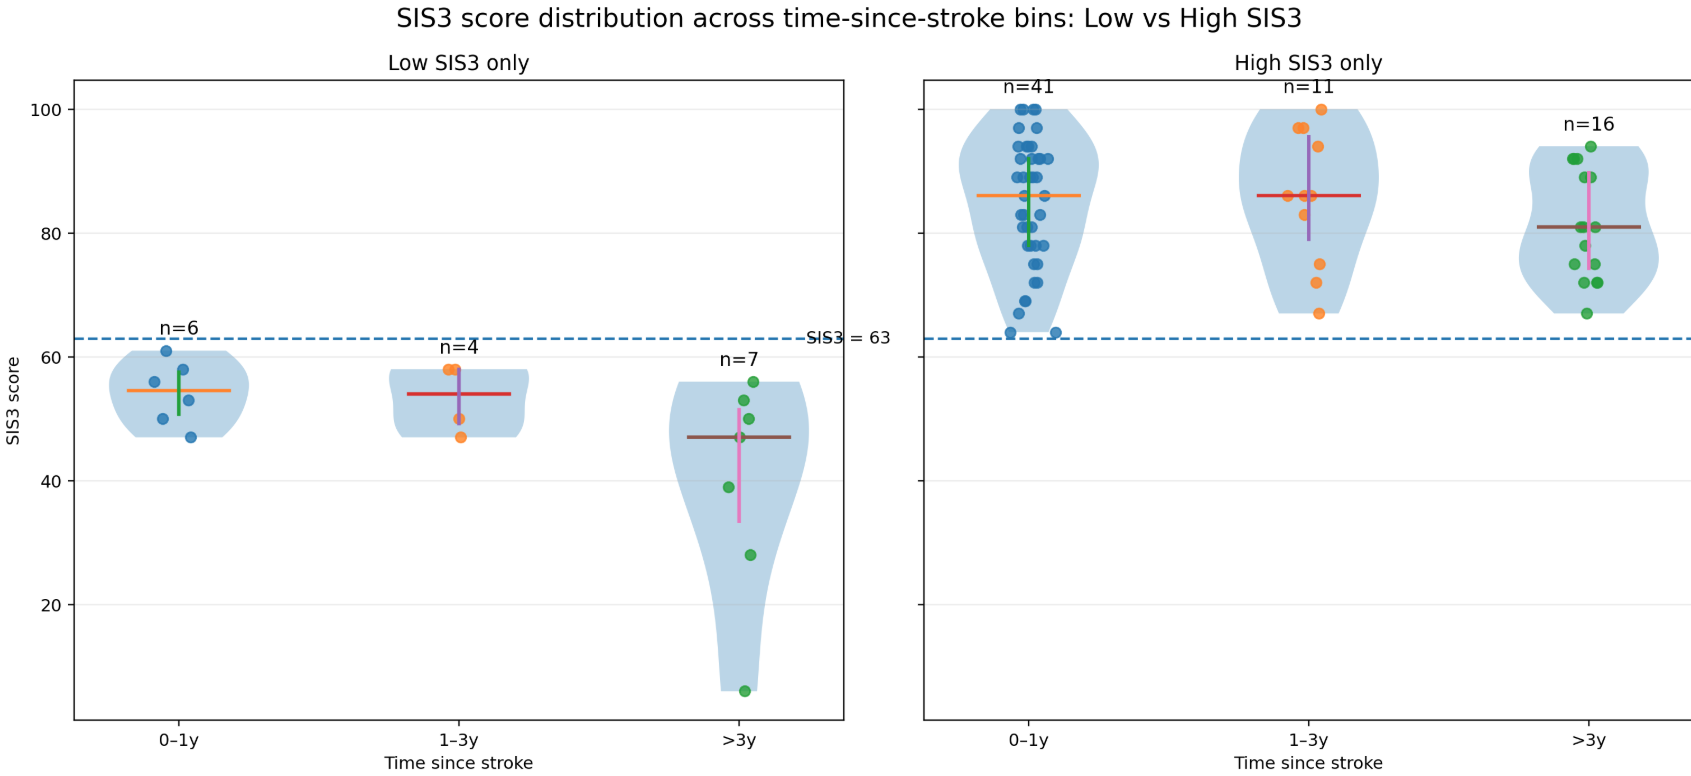 SIS3 score distribution across time-since-stroke bins: Low vs High SIS3
Low SIS3 only
High SIS3 only
n=41
n=11
n=16
n=6
n=4
n=7
SIS3 = 63
100
80
60
40
20
SIS3 score
0–1y
1–3y
>3y
Time since stroke
0–1y
1–3y
>3y
Time since stroke